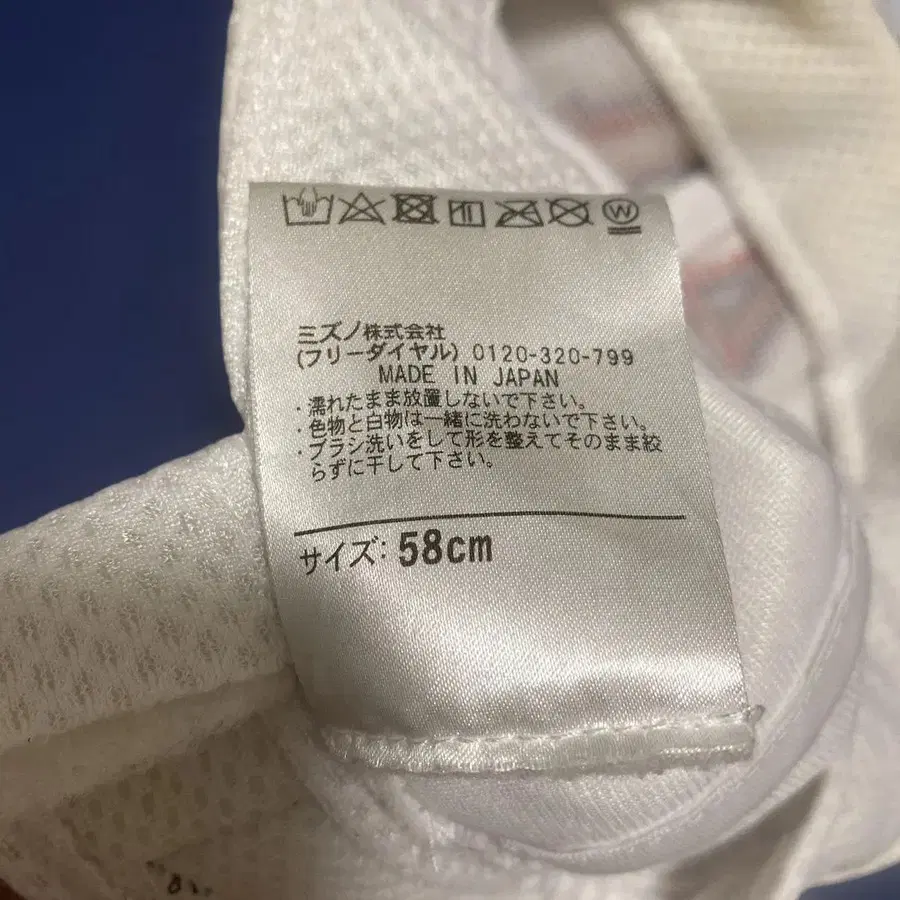 W
ミズノ株式会社
(フリーダイヤル) 0120-320-799
MADE IN JAPAN
・濡れたまま放置しないで下さい。
・色物と白物は一緒に洗わないで下さい。
・ブラシ洗いをして形を整えてそのまま絞
らずに干して下さい。
サイズ: 58cm